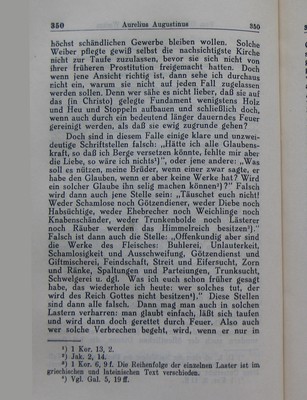 350 Aurelius Augustinus 350
höchst schändlichen Gewerbe bleiben wollen. Solche
Weiber pflegte gewiß selbst die nachsichtigste Kirche
nicht zur Taufe zuzulassen, bevor sie sich nicht von
ihrer früheren Prostitution freigemacht hatten. Doch
wenn jene Ansicht richtig ist, dann sehe ich durchaus
nicht ein, warum sie nicht auf jeden Fall zugelassen
werden sollen. Denn wer sähe es nicht lieber, daß sie auf
das [in Christo] gelegte Fundament wenigstens Holz
und Heu und Stoppeln aufbauen und schließlich doch,
wenn auch durch ein bedeutend länger dauerndes Feuer
gereinigt werden, als daß sie ewig zugrunde gehen?
Doch sind in diesem Falle einige klare und unzwei-
deutige Schriftstellen falsch: „Hätte ich alle Glaubens-
kraft, so daß ich Berge versetzen könnte, fehlte mir aber
die Liebe, so wäre ich nichts¹)", oder jene andere: „Was
soll es nützen, meine Brüder, wenn einer zwar sagte, er
habe den Glauben, wenn er aber keine Werke hat? Wird
ein solcher Glaube ihn selig machen können²)?" Falsch
wird dann auch jene Stelle sein: „Täuschet euch nicht!
Weder Schamlose noch Götzendiener, weder Diebe noch
Habsüchtige, weder Ehebrecher noch Weichlinge noch
Knabenschänder, weder Trunkenbolde noch Lästerer
noch Räuber werden das Himmelreich besitzen³)."
Falsch ist dann auch die Stelle: „Offenkundig aber sind
die Werke des Fleisches: Buhlerei, Unlauterkeit,
Schamlosigkeit und Ausschweifung, Götzendienst und
Giftmischerei, Feindschaft, Streit und Eifersucht, Zorn
und Ränke, Spaltungen und Parteiungen, Trunksucht,
Schwelgerei u. dgl. Was ich euch schon früher gesagt
habe, das wiederhole ich heute: wer solches tut, der
wird des Reich Gottes nicht besitzen⁴)." Diese Stellen
sind dann alle falsch. Dann mag man auch in solchen
Lastern verharren: man glaubt einfach, läßt sich taufen
und wird dann doch gerettet durch Feuer. Also auch
wer solche Verbrechen begeht, wird, wenn er nur in
¹) 1 Kor. 13, 2.
²) Jak. 2, 14.
³) 1 Kor. 6, 9 f. Die Reihenfolge der einzelnen Laster ist im
griechischen und lateinischen Text verschieden.
⁴) Vgl. Gal. 5, 19 ff.